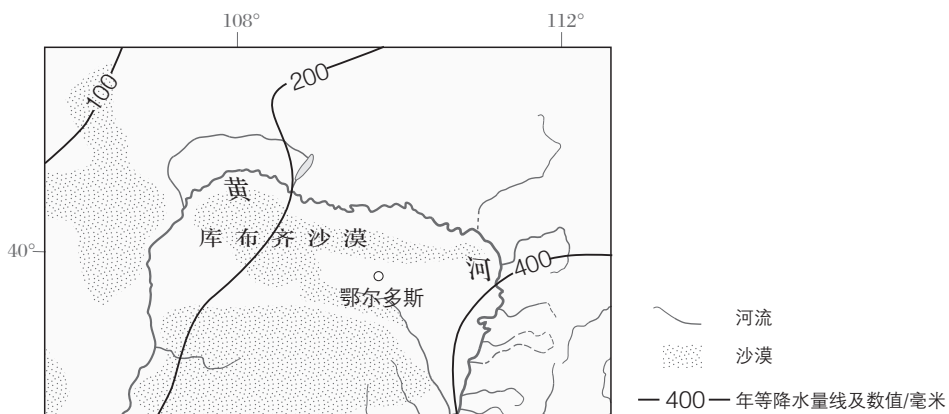 108° 112°
200
100
黄
库布齐沙漠
40°
河
400
鄂尔多斯
河流
沙漠
400 年等降水量线及数值/毫米